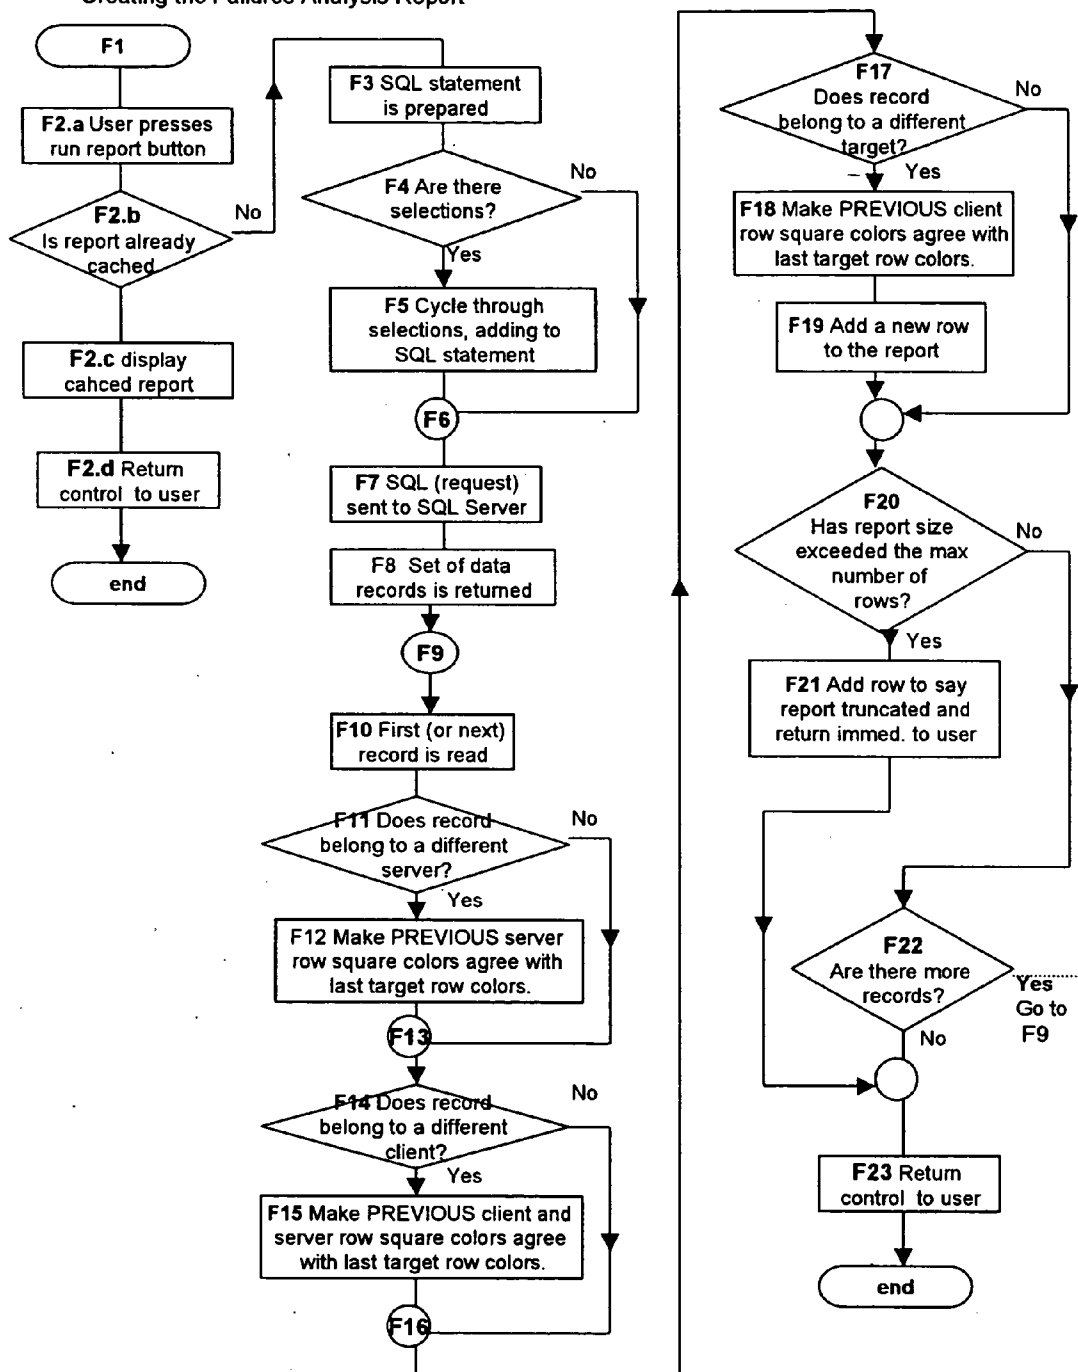 Creating the Failures Analysis Report
F1
F2.a User presses
run report button
F2.b
Is report already
cached
No
F2.c display
cahced report
F2.d Return
control to user
end
F3 SQL statement
is prepared
F4 Are there
selections?
No
Yes
F5 Cycle through
selections, adding to
SQL statement
F6
F7 SQL (request)
sent to SQL Server
F8 Set of data
records is returned
F9
F10 First (or next)
record is read
F11 Does record
belong to a different
server?
No
Yes
F12 Make PREVIOUS server
row square colors agree with
last target row colors.
F13
F14 Does record
belong to a different
client?
No
Yes
F15 Make PREVIOUS client and
server row square colors agree
with last target row colors.
F16
F17
Does record
belong to a different
target?
No
Yes
F18 Make PREVIOUS client
row square colors agree with
last target row colors.
F19 Add a new row
to the report
F20
Has report size
exceeded the max
number of
rows?
No
Yes
F21 Add row to say
report truncated and
return immed. to user
F22
Are there more
records?
Yes
Go to
F9
No
F23 Return
control to user
end